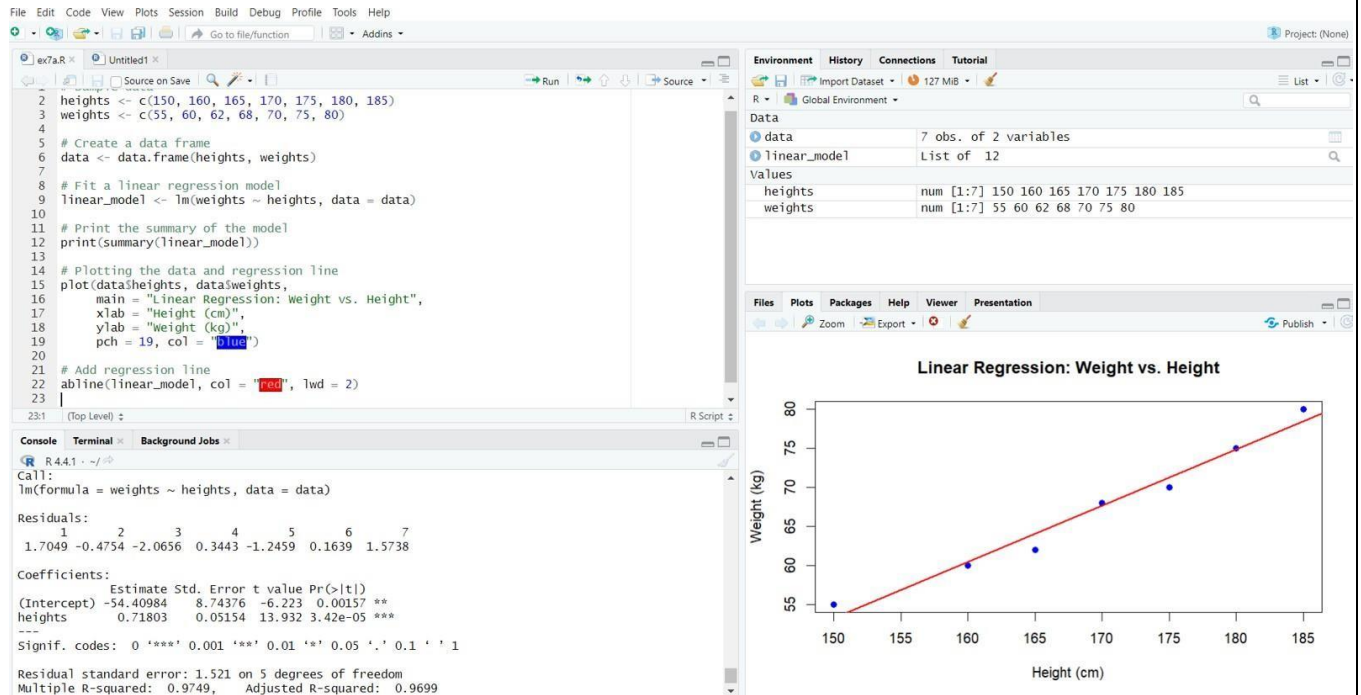 File Edit Code View Plots Session Build Debug Profile Tools Help
Go to file/function Addins
Project: (None)
ex7a.R Untitled1
Source on Save Run Source
2 heights <- c(150, 160, 165, 170, 175, 180, 185)
3 weights <- c(55, 60, 62, 68, 70, 75, 80)
4
5 # Create a data frame
6 data <- data.frame(heights, weights)
7
8 # Fit a linear regression model
9 linear_model <- lm(weights ~ heights, data = data)
10
11 # Print the summary of the model
12 print(summary(linear_model))
13
14 # Plotting the data and regression line
15 plot(data$heights, data$weights,
16 main = "Linear Regression: Weight vs. Height",
17 xlab = "Height (cm)",
18 ylab = "Weight (kg)",
19 pch = 19, col = "blue")
20
21 # Add regression line
22 abline(linear_model, col = "red", lwd = 2)
23
23:1 (Top Level) R Script
Console Terminal Background Jobs
R 4.4.1 · ~/
Call:
lm(formula = weights ~ heights, data = data)
Residuals:
1 2 3 4 5 6 7
1.7049 -0.4754 -2.0656 0.3443 -1.2459 0.1639 1.5738
Coefficients:
Estimate Std. Error t value Pr(>|t|)
(Intercept) -54.40984 8.74376 -6.223 0.00157 **
heights 0.71803 0.05154 13.932 3.42e-05 ***
---
Signif. codes: 0 ‘***’ 0.001 ‘**’ 0.01 ‘*’ 0.05 ‘.’ 0.1 ‘ ’ 1
Residual standard error: 1.521 on 5 degrees of freedom
Multiple R-squared: 0.9749, Adjusted R-squared: 0.9699
Environment History Connections Tutorial
Import Dataset 127 MiB List
R Global Environment
Data
data 7 obs. of 2 variables
linear_model List of 12
Values
heights num [1:7] 150 160 165 170 175 180 185
weights num [1:7] 55 60 62 68 70 75 80
Files Plots Packages Help Viewer Presentation
Zoom Export Publish
Linear Regression: Weight vs. Height
Weight (kg)
80
75
70
65
60
55
150 155 160 165 170 175 180 185
Height (cm)